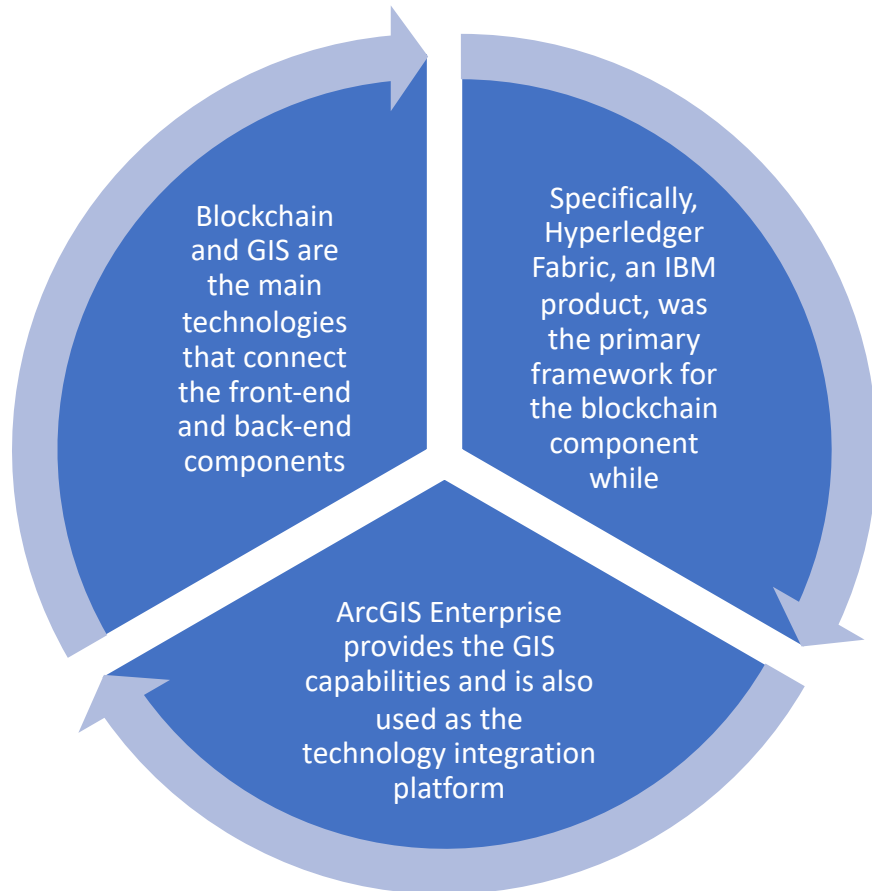 Blockchain
and GIS are
the main
technologies
that connect
the front-end
and back-end
components
Specifically,
Hyperledger
Fabric, an IBM
product, was
the primary
framework for
the blockchain
component
while
ArcGIS Enterprise
provides the GIS
capabilities and is also
used as the
technology integration
platform